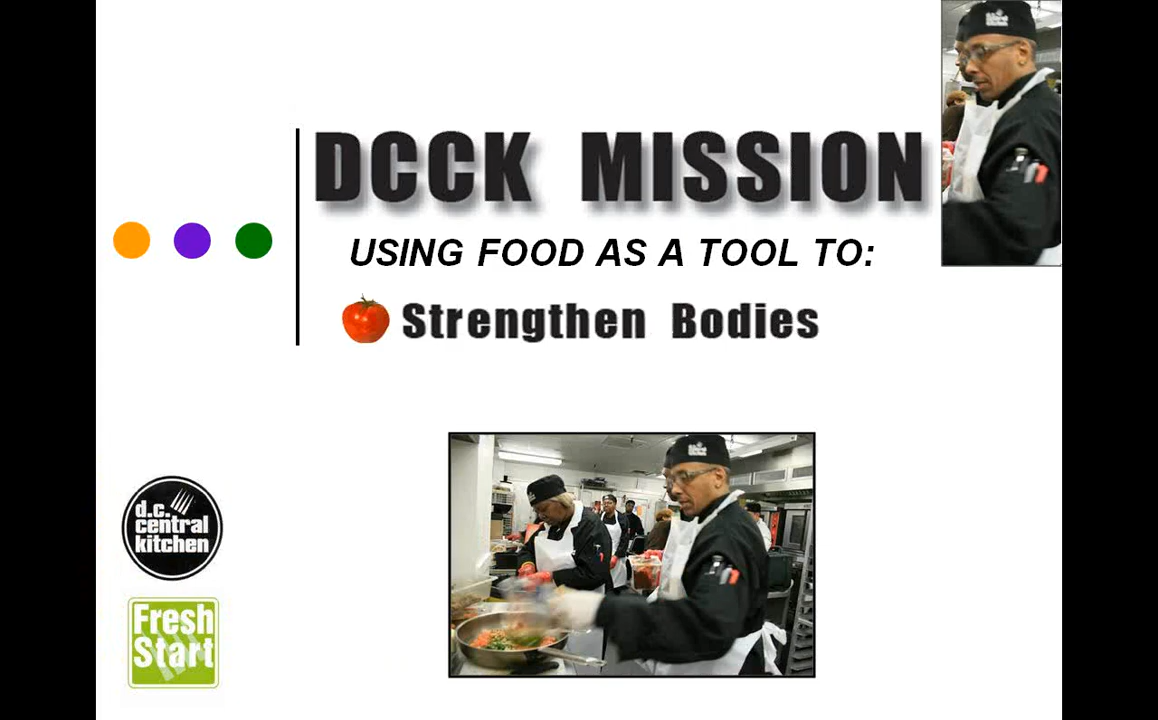 DCCK MISSION
USING FOOD AS A TOOL TO:
Strengthen Bodies
d.c.
central
kitchen
Fresh
Start